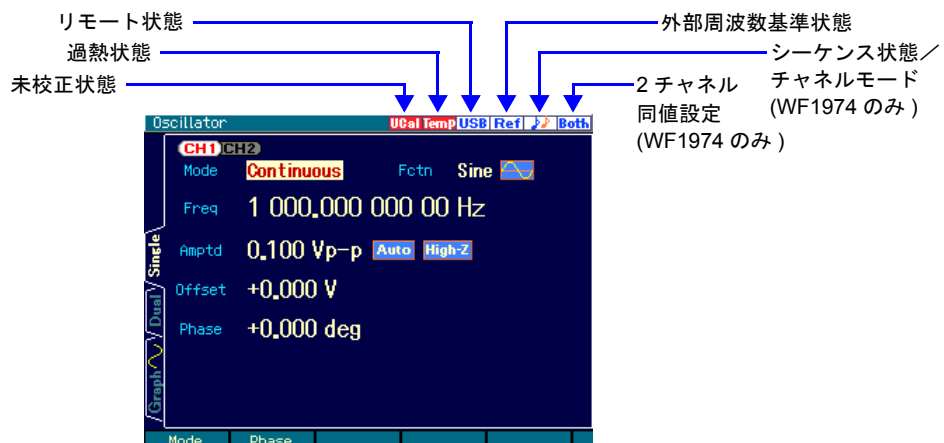 リモート状態
過熱状態
未校正状態
外部周波数基準状態
シーケンス状態／
チャネルモード
(WF1974 のみ )
2 チャネル
同値設定
(WF1974 のみ )
Oscillator UCal Temp USB Ref Both
CH1 CH2
Mode Continuous Fctn Sine
Freq 1 000.000 000 00 Hz
Amptd 0.100 Vp-p Auto High-Z
Offset +0.000 V
Phase +0.000 deg
Single
Dual
Graph
Mode Phase